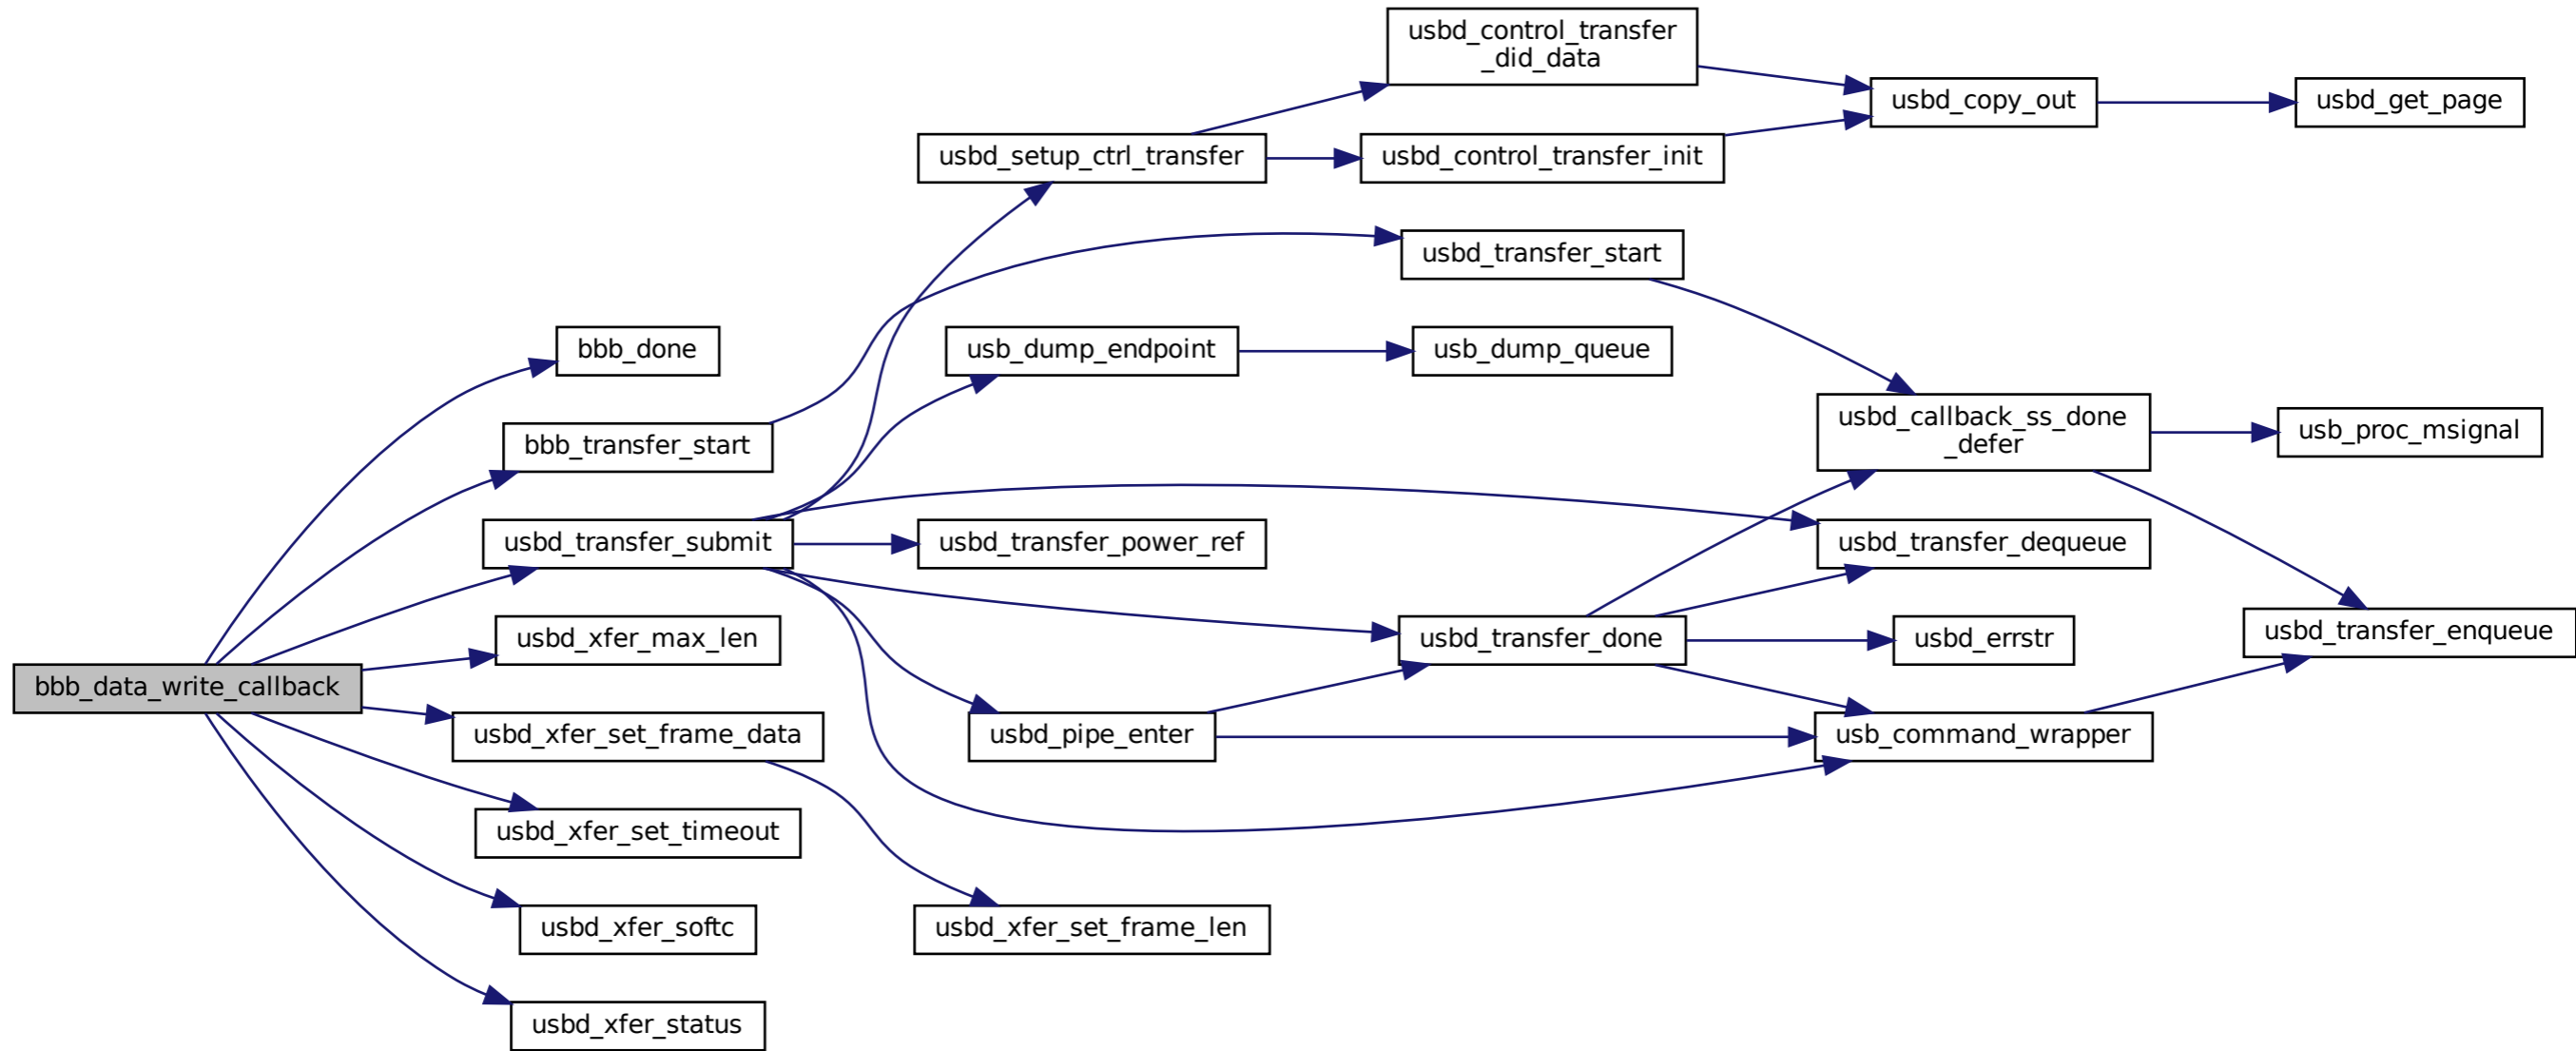 usbd_control_transfer
_did_data
usbd_copy_out
usbd_get_page
usbd_setup_ctrl_transfer
usbd_control_transfer_init
usbd_transfer_start
bbb_done
usb_dump_endpoint
usb_dump_queue
bbb_transfer_start
usbd_callback_ss_done
_defer
usb_proc_msignal
usbd_transfer_submit
usbd_transfer_power_ref
usbd_transfer_dequeue
usbd_xfer_max_len
usbd_transfer_done
usbd_errstr
usbd_transfer_enqueue
bbb_data_write_callback
usbd_xfer_set_frame_data
usbd_pipe_enter
usb_command_wrapper
usbd_xfer_set_timeout
usbd_xfer_softc
usbd_xfer_set_frame_len
usbd_xfer_status